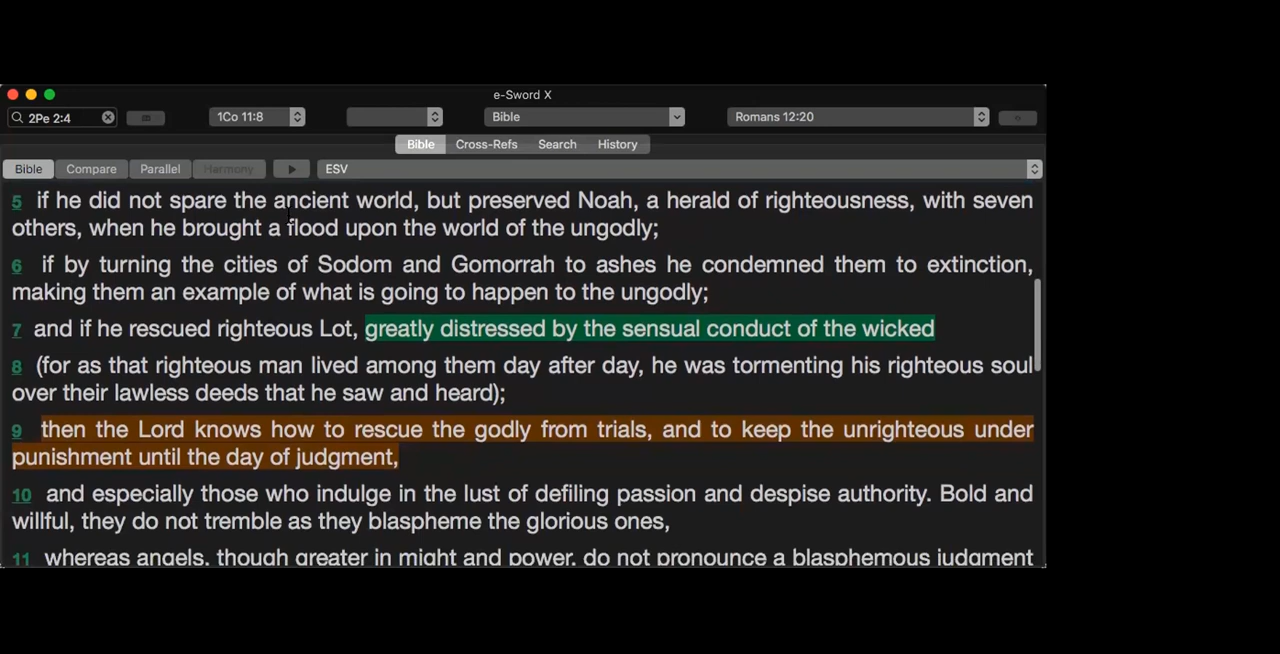 e-Sword X
2Pe 2:4
1Co 11:8
Bible
Romans 12:20
Bible Cross-Refs Search History
Bible Compare Parallel Harmony ESV
5 if he did not spare the ancient world, but preserved Noah, a herald of righteousness, with seven
others, when he brought a flood upon the world of the ungodly;
6 if by turning the cities of Sodom and Gomorrah to ashes he condemned them to extinction,
making them an example of what is going to happen to the ungodly;
7 and if he rescued righteous Lot, greatly distressed by the sensual conduct of the wicked
8 (for as that righteous man lived among them day after day, he was tormenting his righteous soul
over their lawless deeds that he saw and heard);
9 then the Lord knows how to rescue the godly from trials, and to keep the unrighteous under
punishment until the day of judgment,
10 and especially those who indulge in the lust of defiling passion and despise authority. Bold and
willful, they do not tremble as they blaspheme the glorious ones,
11 whereas angels, though greater in might and power, do not pronounce a blasphemous judgment